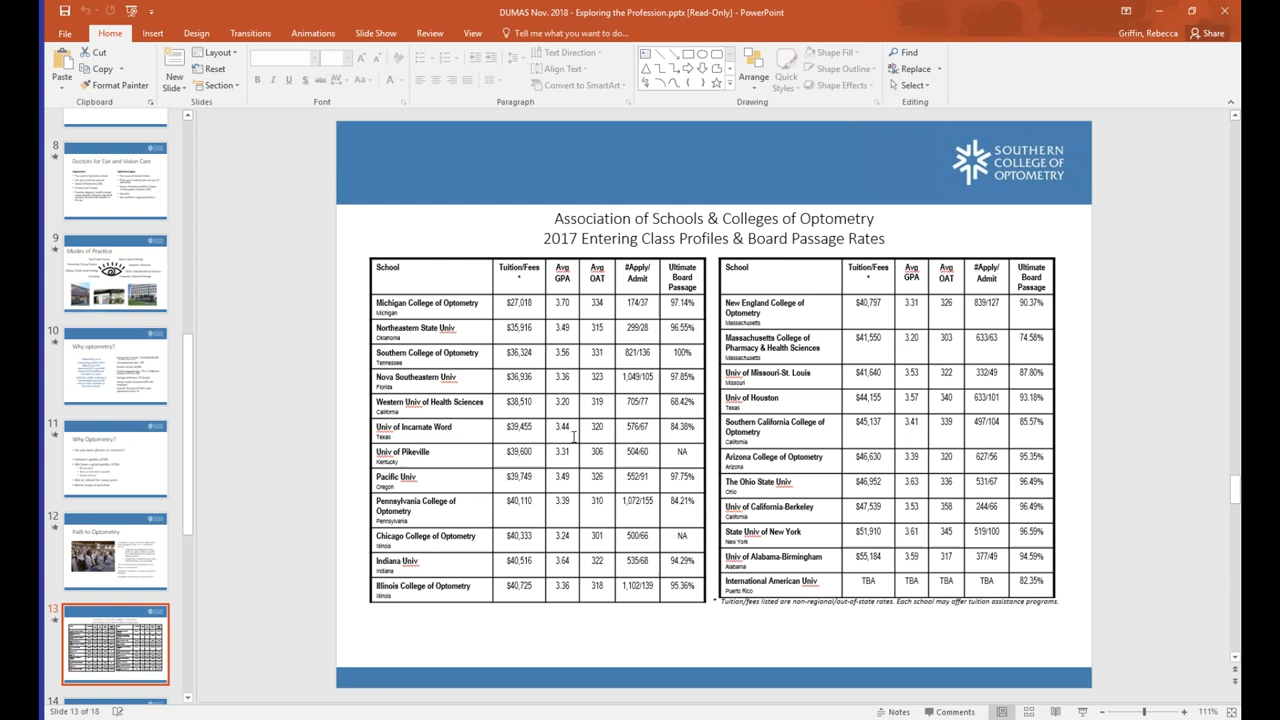 DUMAS Nov. 2018 - Exploring the Profession.pptx [Read-Only] - PowerPoint
File Home Insert Design Transitions Animations Slide Show Review View Tell me what you want to do... Griffin, Rebecca Share
Paste
Cut
Copy
Format Painter
Clipboard
New Slide
Layout
Reset
Section
Slides
Font
Text Direction
Align Text
Convert to SmartArt
Paragraph
Arrange
Quick Styles
Shape Fill
Shape Outline
Shape Effects
Drawing
Find
Replace
Select
Editing
8
Doctors for Eye and Vision Care
9
Modes of Practice
10
Why optometry?
11
Why Optometry?
12
Path to Optometry
13
14
SOUTHERN
COLLEGE OF
OPTOMETRY
Association of Schools & Colleges of Optometry
2017 Entering Class Profiles & Board Passage Rates
School Tuition/Fees * Avg GPA Avg OAT #Apply/ Admit Ultimate Board Passage
Michigan College of Optometry $27,018 3.70 334 174/37 97.14%
Michigan
Northeastern State Univ $35,916 3.49 315 299/28 96.55%
Oklahoma
Southern College of Optometry $36,324 3.56 331 821/136 100%
Tennessee
Nova Southeastern Univ $36,936 3.36 323 1,049/105 97.85%
Florida
Western Univ of Health Sciences $38,510 3.20 319 705/77 68.42%
California
Univ of Incarnate Word $39,455 3.44 320 576/67 84.38%
Texas
Univ of Pikeville $39,600 3.31 306 504/60 NA
Kentucky
Pacific Univ $39,749 3.49 326 552/91 97.75%
Oregon
Pennsylvania College of Optometry $40,110 3.39 310 1,072/155 84.21%
Pennsylvania
Chicago College of Optometry $40,333 3.24 301 500/66 NA
Illinois
Indiana Univ $40,516 3.64 322 535/68 94.29%
Indiana
Illinois College of Optometry $40,725 3.36 318 1,102/139 95.36%
Illinois
School Tuition/Fees * Avg GPA Avg OAT #Apply/ Admit Ultimate Board Passage
New England College of Optometry $40,797 3.31 326 839/127 90.37%
Massachusetts
Massachusetts College of Pharmacy & Health Sciences $41,550 3.20 303 633/63 74.58%
Massachusetts
Univ of Missouri-St. Louis $41,640 3.53 322 332/49 87.80%
Missouri
Univ of Houston $44,155 3.57 340 633/101 93.18%
Texas
Southern California College of Optometry $45,137 3.41 339 497/104 85.57%
California
Arizona College of Optometry $46,630 3.39 320 627/56 95.35%
Arizona
The Ohio State Univ $46,952 3.63 336 531/67 96.49%
Ohio
Univ of California-Berkeley $47,539 3.53 358 244/66 96.49%
California
State Univ of New York $51,910 3.61 345 519/100 96.59%
New York
Univ of Alabama-Birmingham $55,184 3.59 317 377/49 94.59%
Alabama
International American Univ TBA TBA TBA TBA 82.35%
Puerto Rico
* Tuition/fees listed are non-regional/out-of-state rates. Each school may offer tuition assistance programs.
Slide 13 of 18 Notes Comments 111%